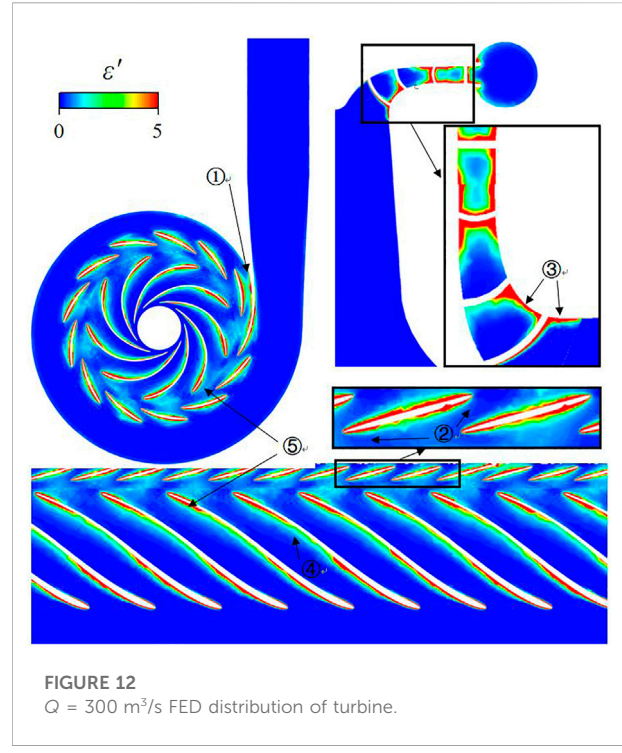 ε′
0 5
①
③
②
⑤
④
FIGURE 12
Q = 300 m³/s FED distribution of turbine.